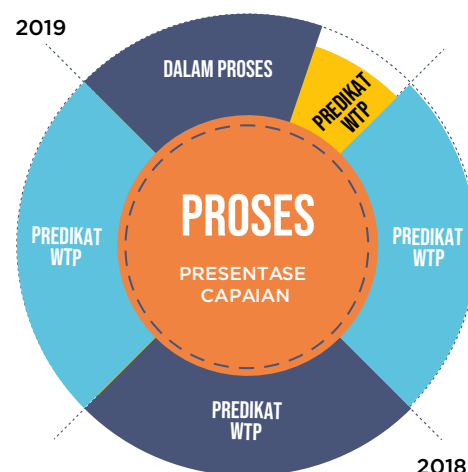 2019
DALAM PROSES
PREDIKAT
WTP
PREDIKAT
WTP
PROSES
PRESENTASE
CAPAIAN
PREDIKAT
WTP
PREDIKAT
WTP
2018